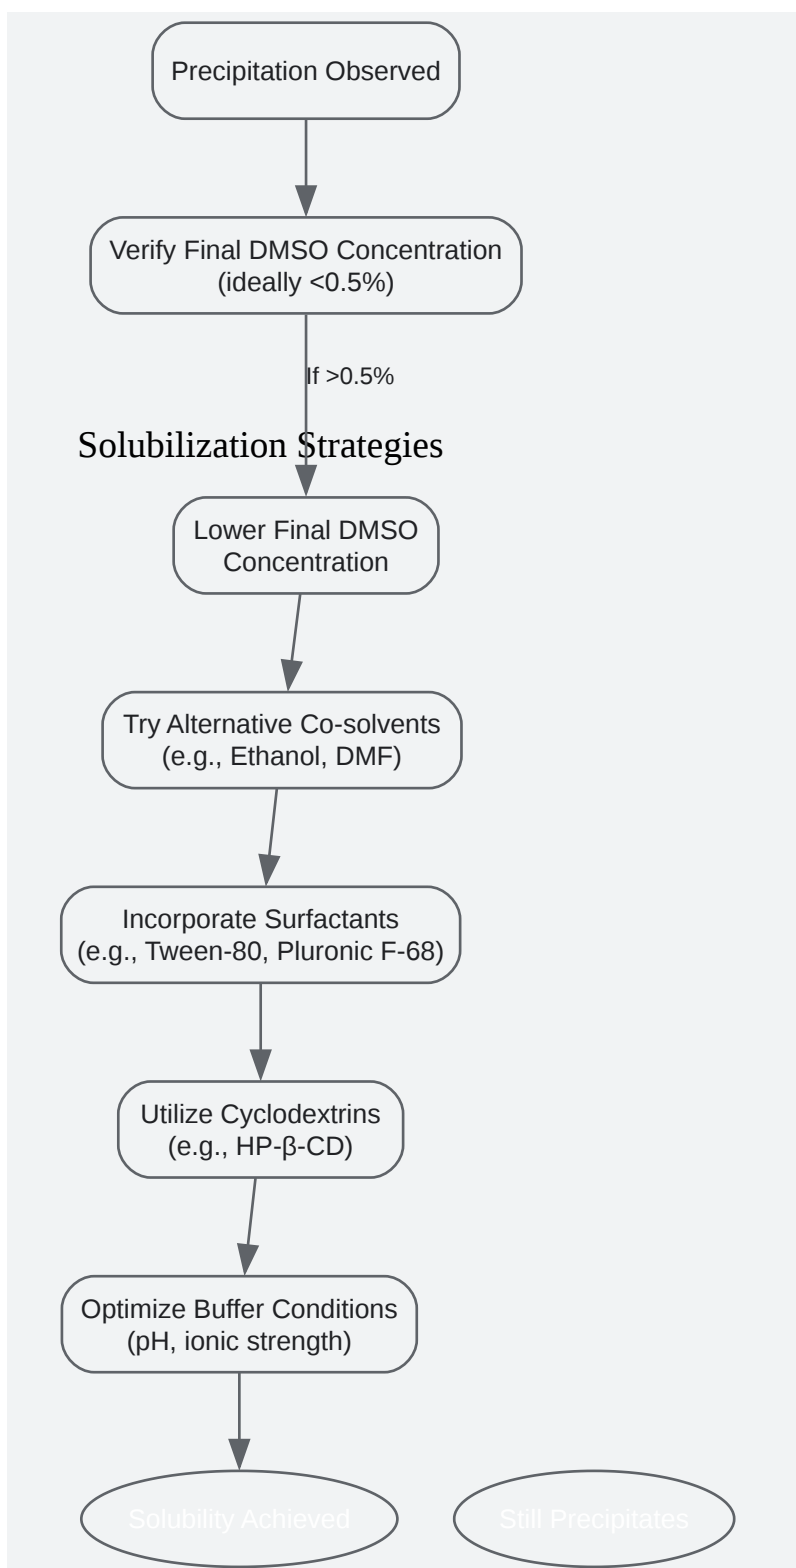 Precipitation Observed
Verify Final DMSO Concentration
(ideally <0.5%)
If >0.5%
Solubilization Strategies
Lower Final DMSO
Concentration
Try Alternative Co-solvents
(e.g., Ethanol, DMF)
Incorporate Surfactants
(e.g., Tween-80, Pluronic F-68)
Utilize Cyclodextrins
(e.g., HP-β-CD)
Optimize Buffer Conditions
(pH, ionic strength)
Solubility Achieved
Still Precipitates